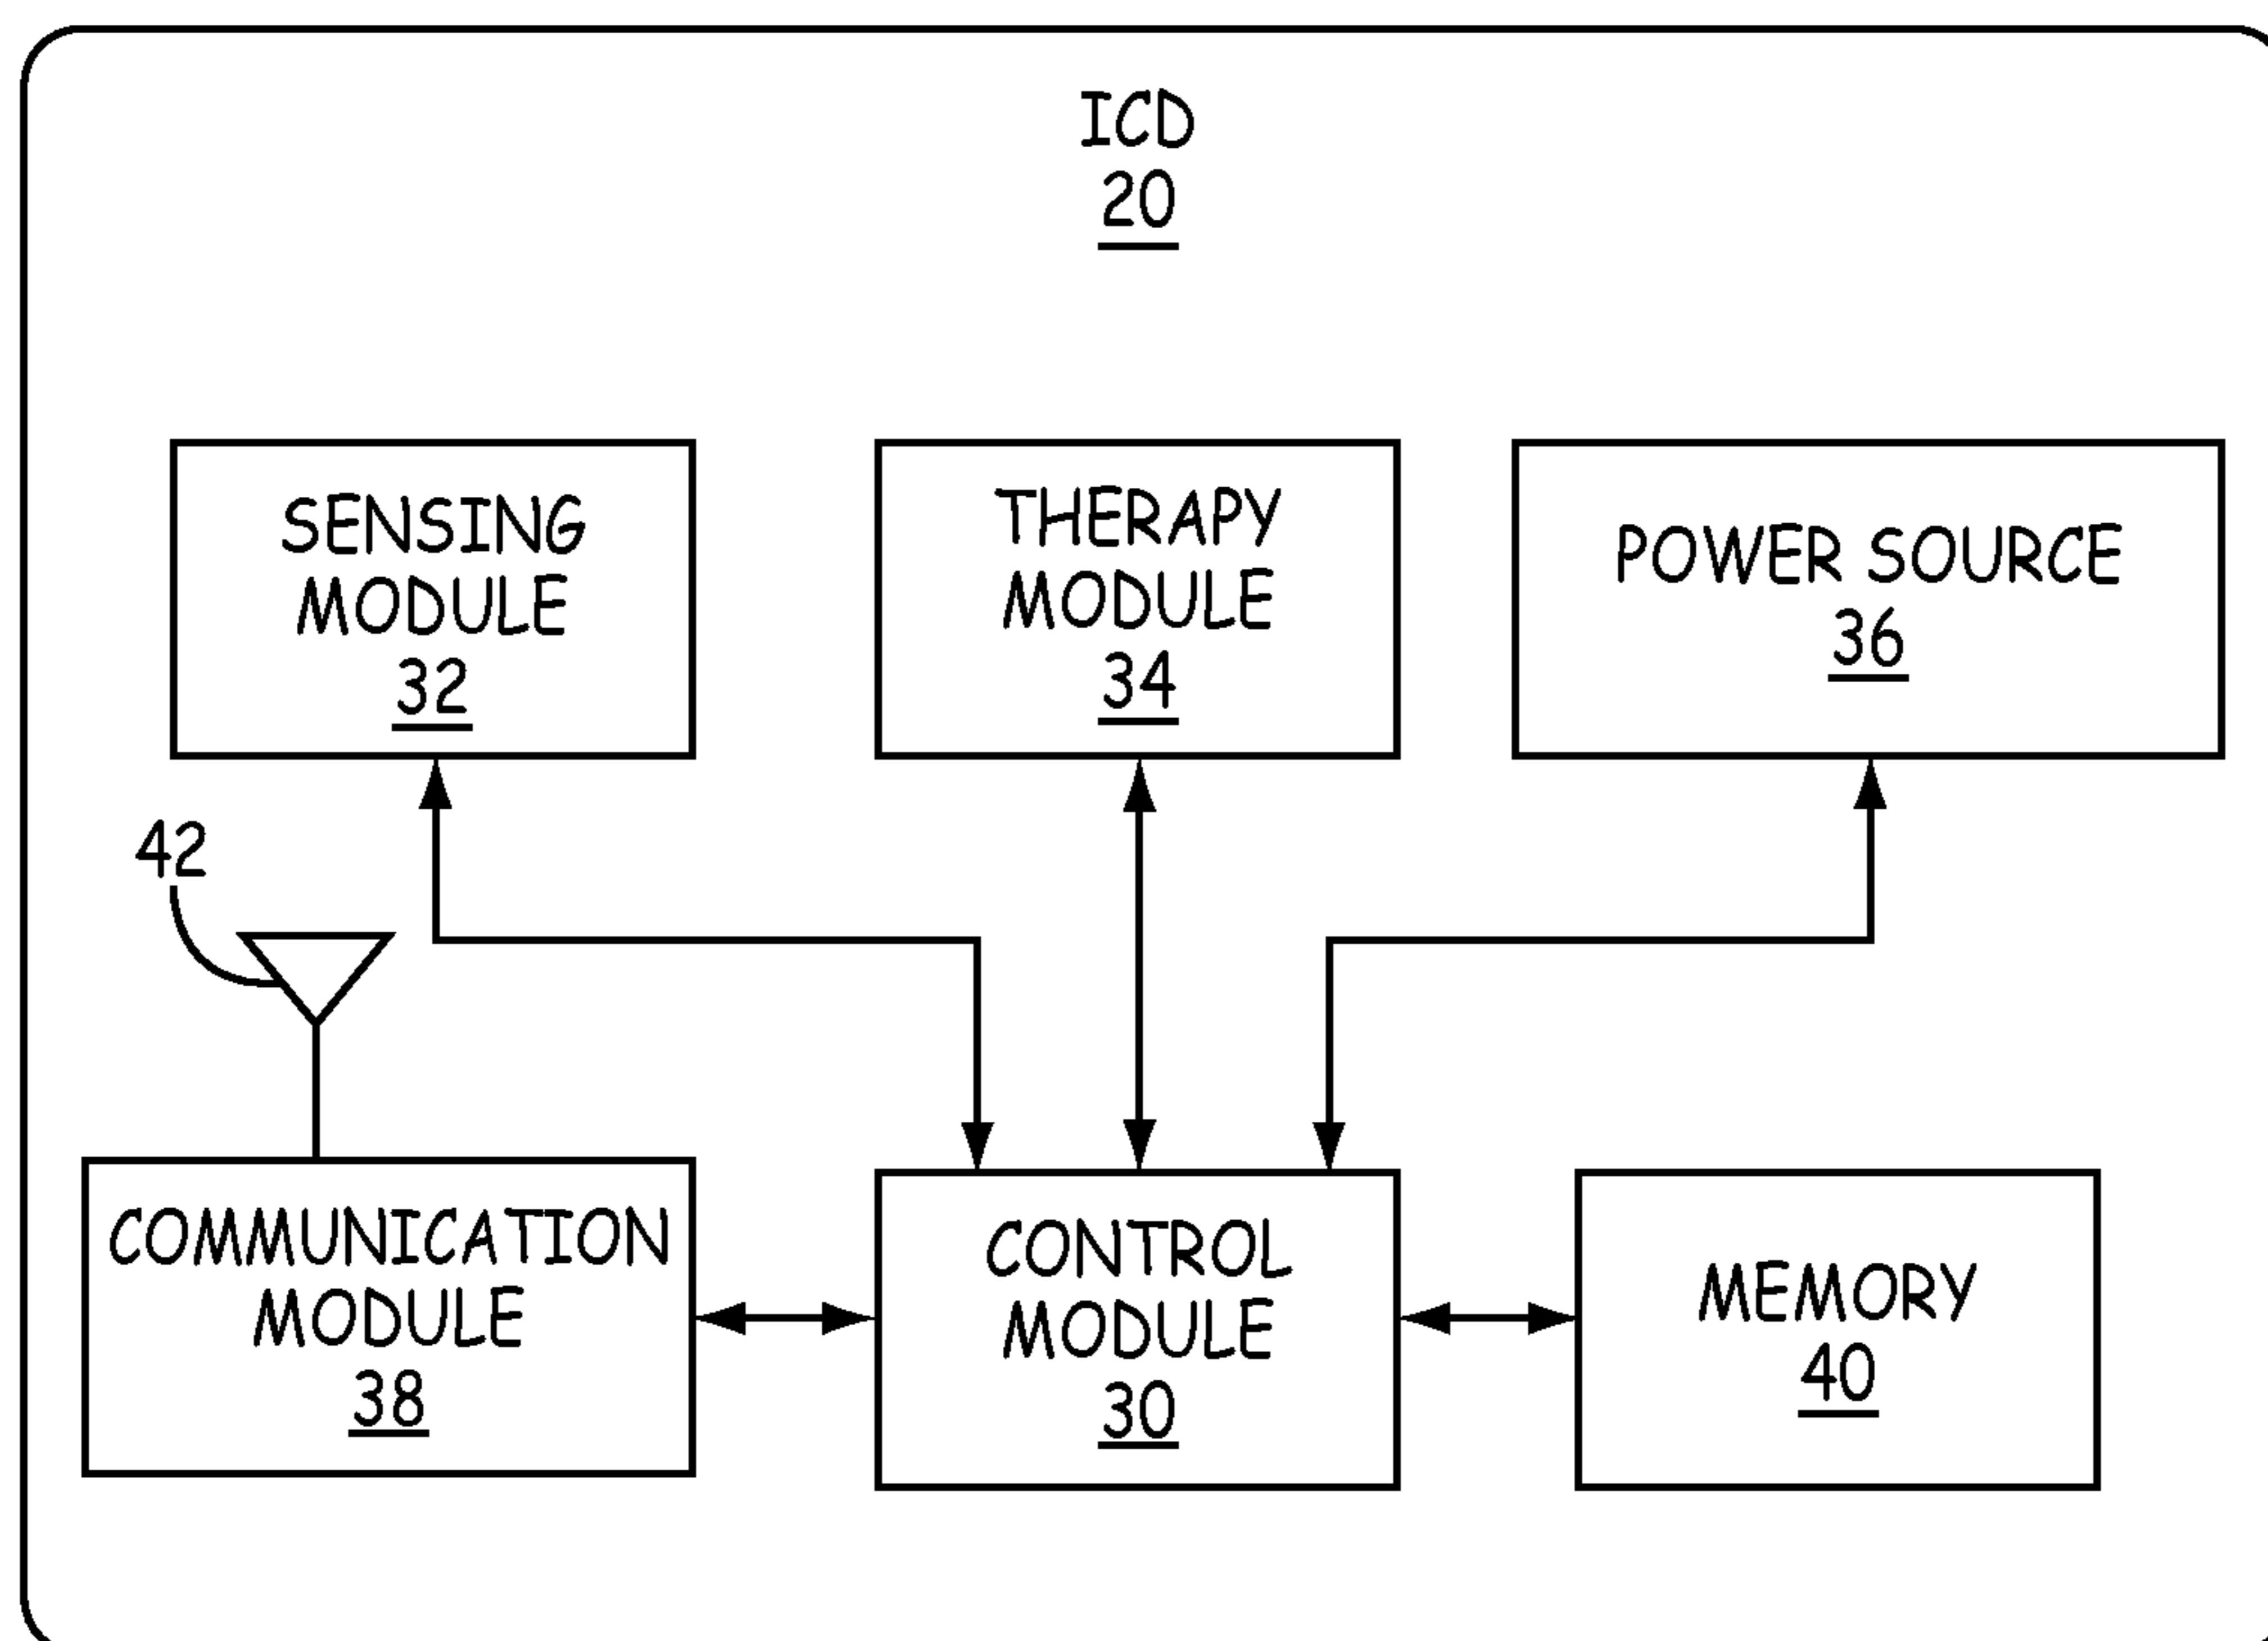 ICD
20
SENSING
MODULE
32
THERAPY
MODULE
34
POWER SOURCE
36
42
COMMUNICATION
MODULE
38
CONTROL
MODULE
30
MEMORY
40